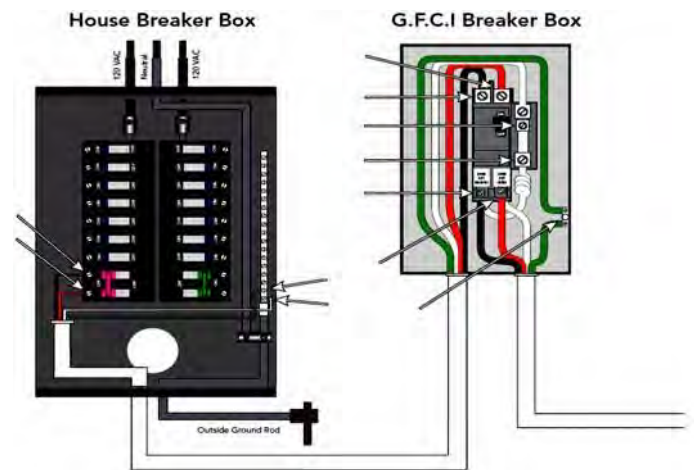 House Breaker Box
G.F.C.I Breaker Box
120 VAC
Neutral
120 VAC
Outside Ground Rod